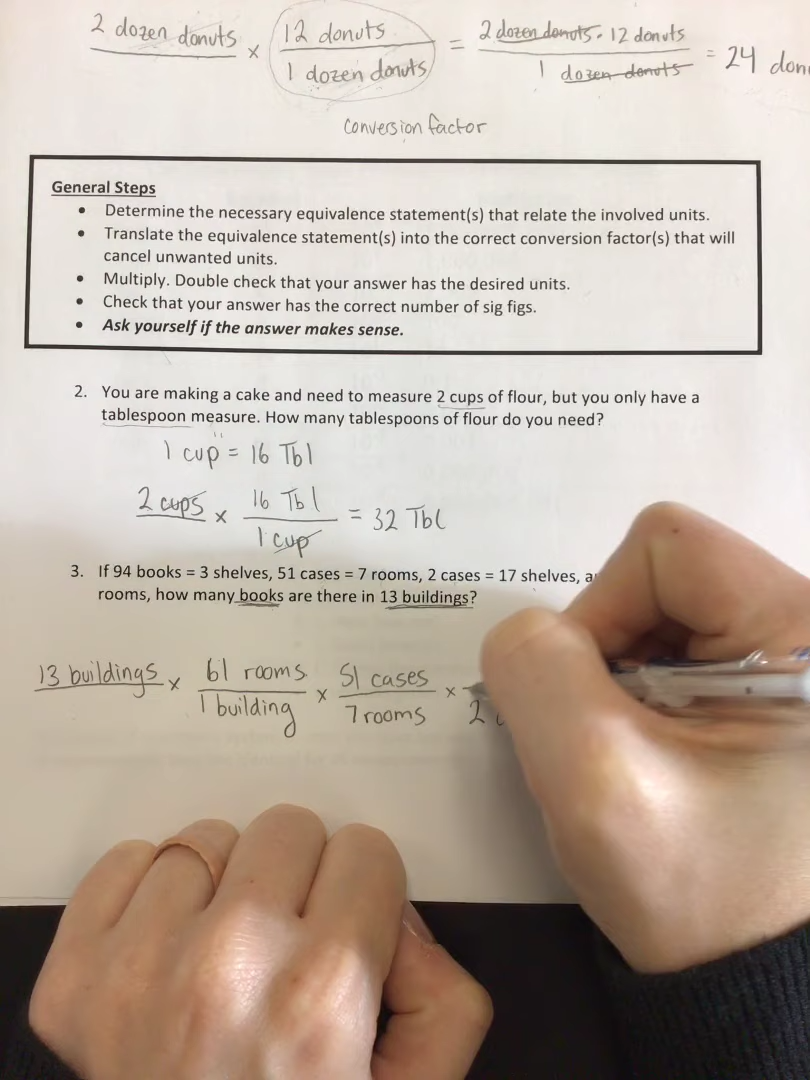 2 dozen donuts × 12 donuts / 1 dozen donuts = 2 dozen donuts · 12 donuts / 1 dozen donuts = 24 don
conversion factor
General Steps
• Determine the necessary equivalence statement(s) that relate the involved units.
• Translate the equivalence statement(s) into the correct conversion factor(s) that will
cancel unwanted units.
• Multiply. Double check that your answer has the desired units.
• Check that your answer has the correct number of sig figs.
• Ask yourself if the answer makes sense.
2. You are making a cake and need to measure 2 cups of flour, but you only have a
tablespoon measure. How many tablespoons of flour do you need?
1 cup = 16 Tbl
2 cups × 16 Tbl / 1 cup = 32 Tbl
3. If 94 books = 3 shelves, 51 cases = 7 rooms, 2 cases = 17 shelves,
rooms, how many books are there in 13 buildings?
13 buildings × 61 rooms / 1 building × 51 cases / 7 rooms × 2